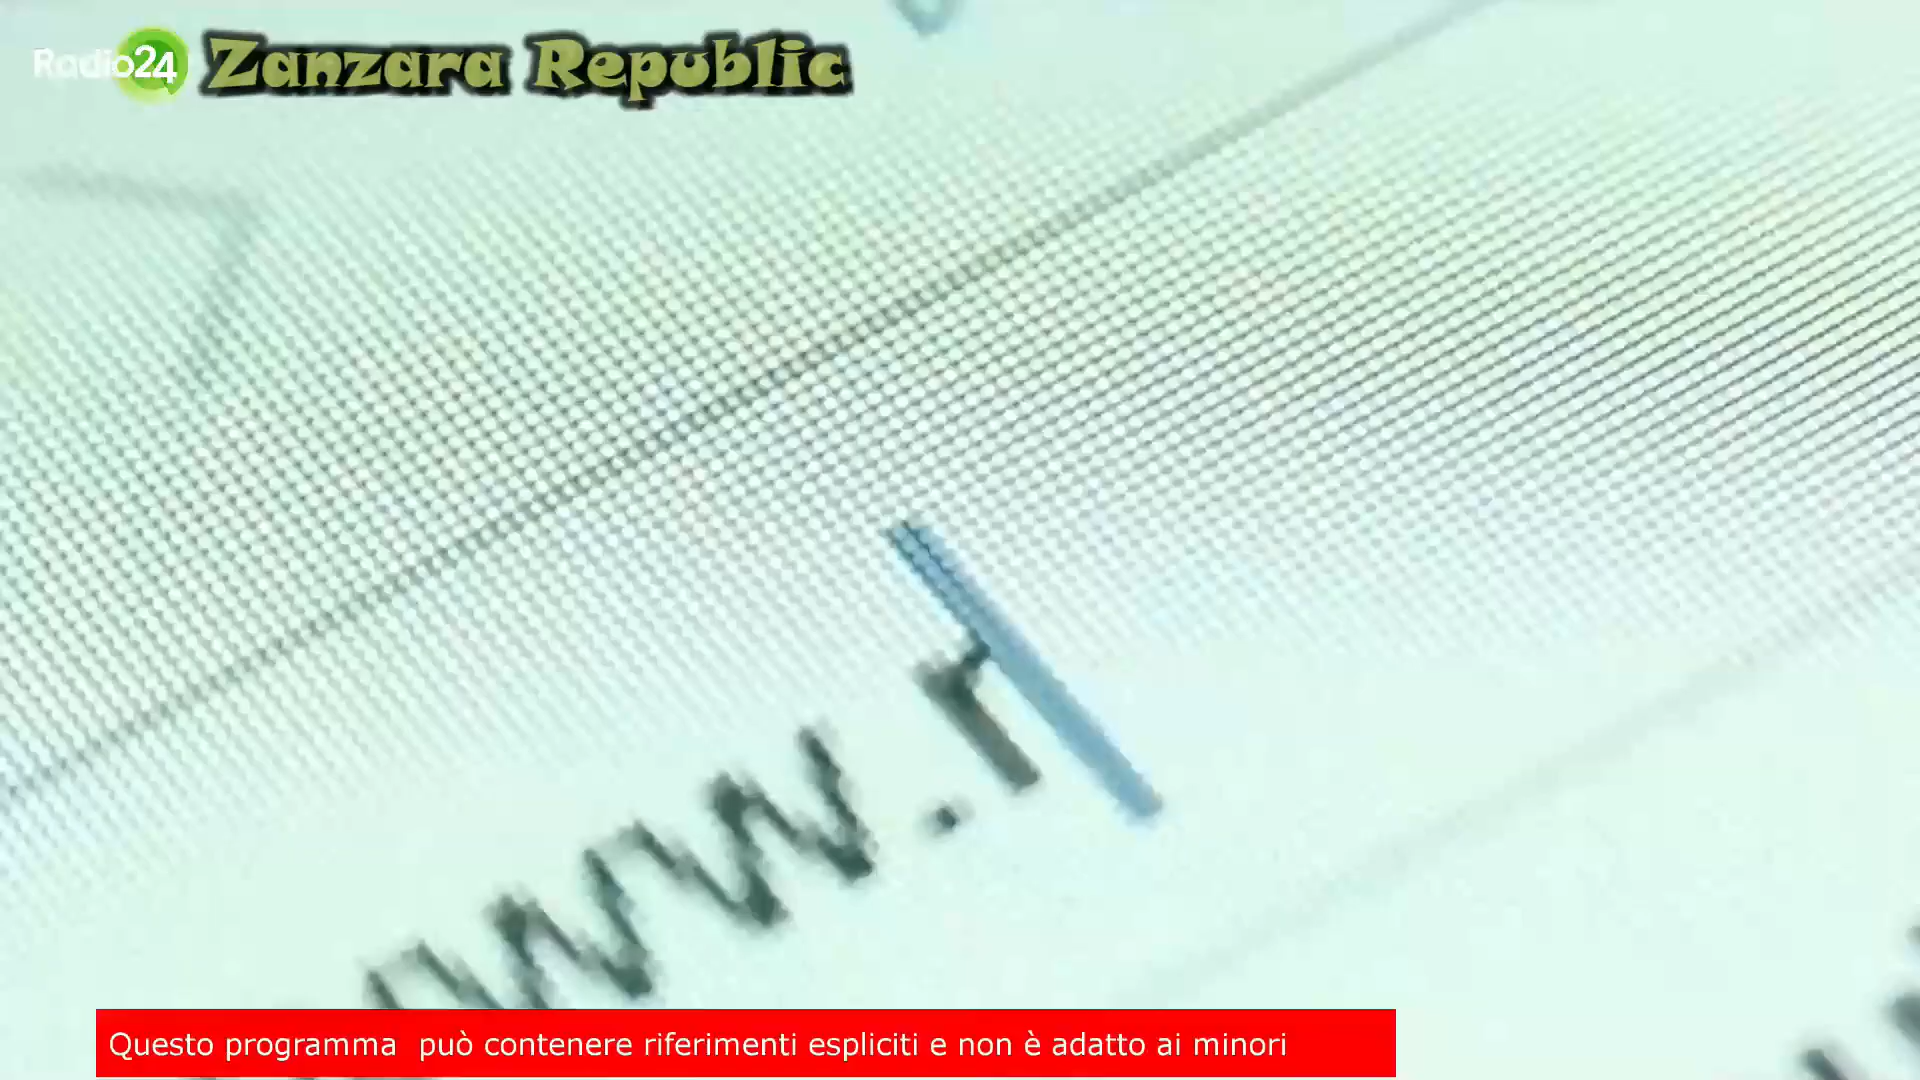 Radio24 Zanzara Republic
www.r
Questo programma  può contenere riferimenti espliciti e non è adatto ai minori